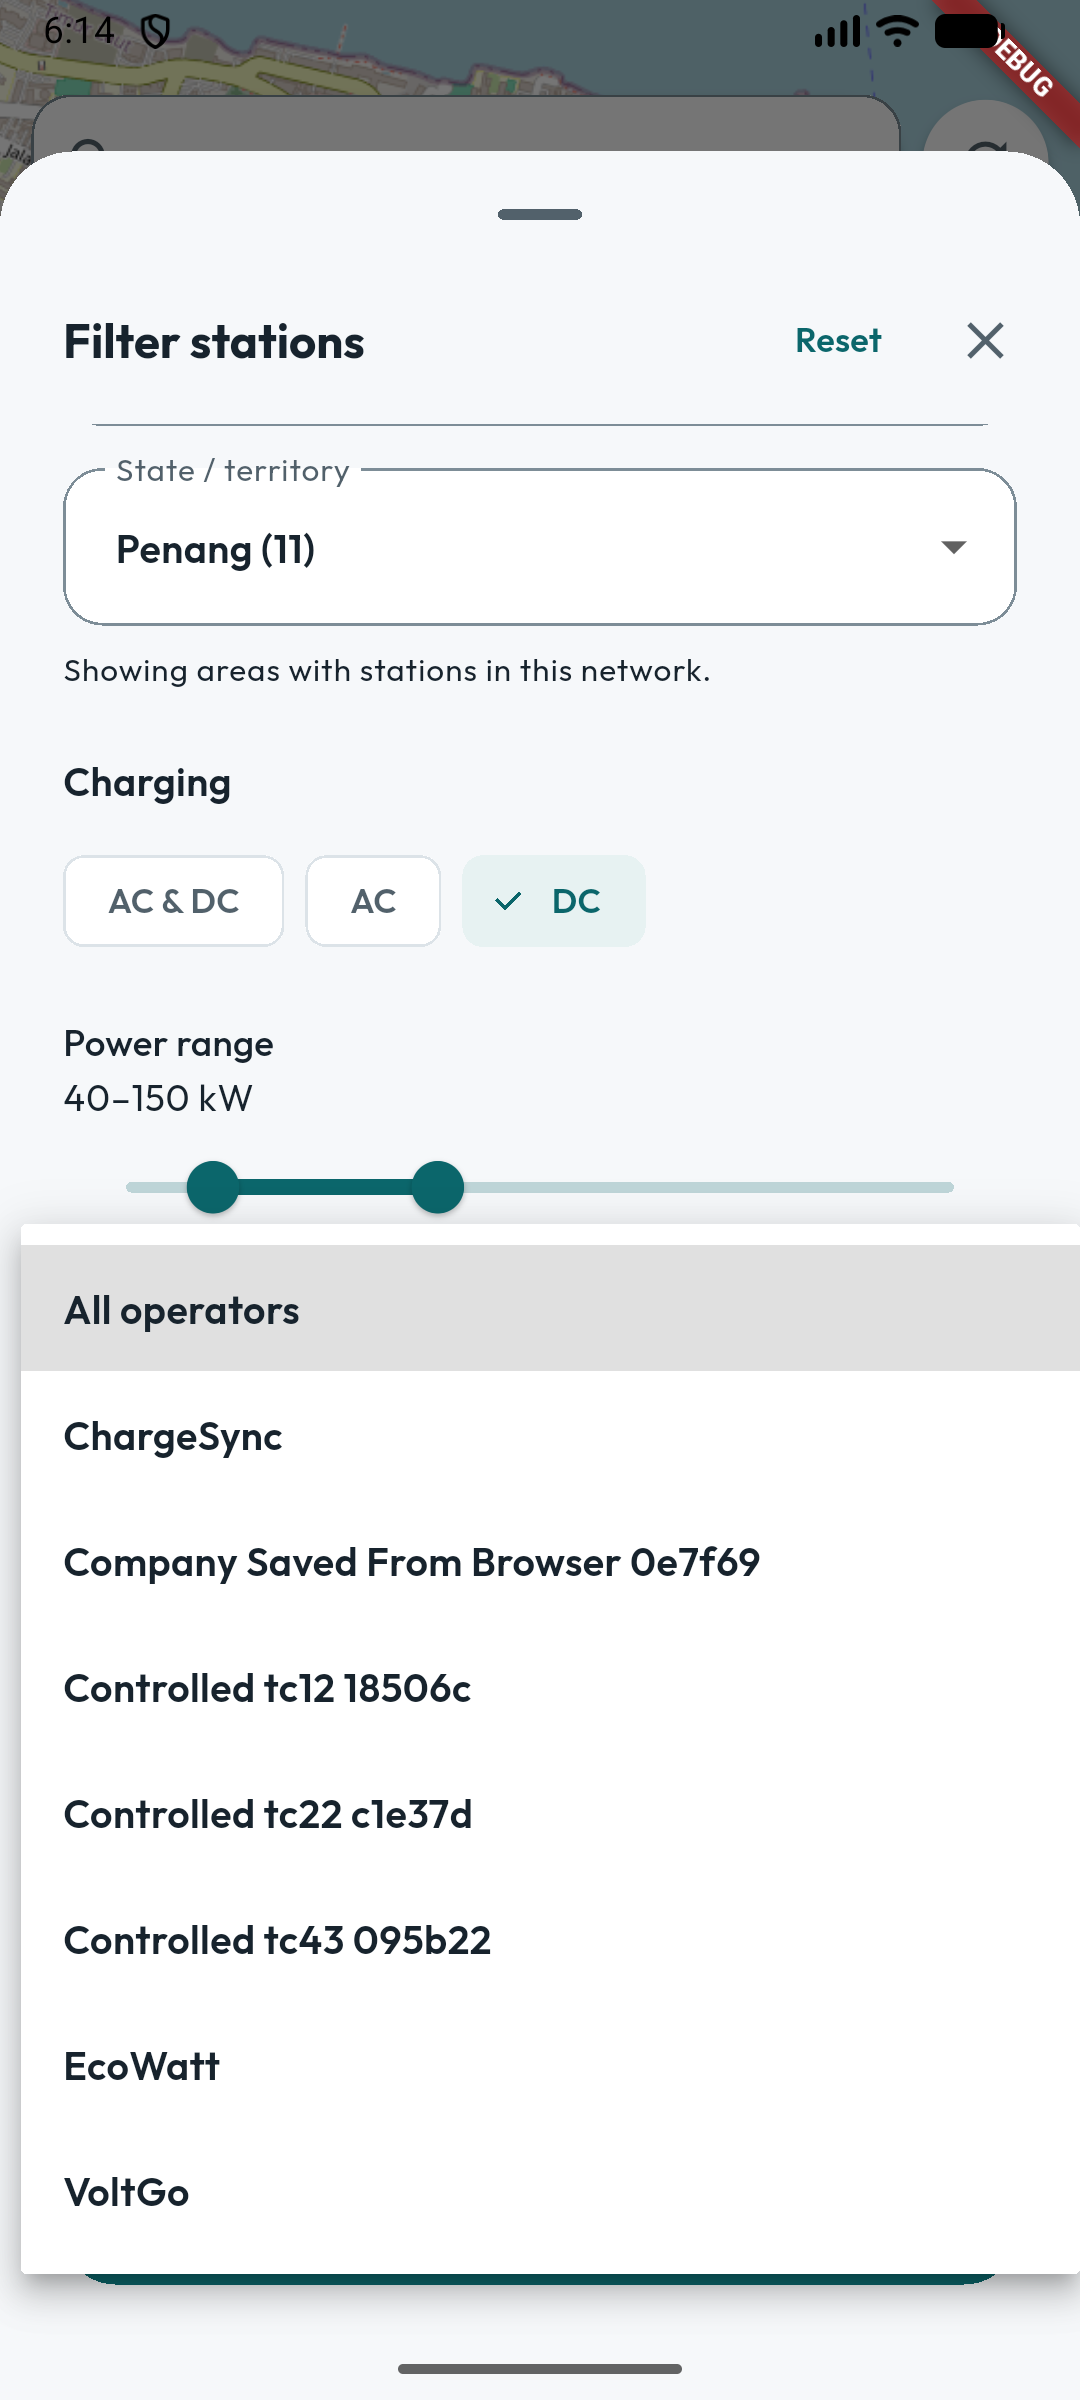 6:14
EBUG
Jala
Filter stations
Reset
State / territory
Penang (11)
Showing areas with stations in this network.
Charging
AC & DC
AC
DC
Power range
40–150 kW
All operators
ChargeSync
Company Saved From Browser 0e7f69
Controlled tc12 18506c
Controlled tc22 c1e37d
Controlled tc43 095b22
EcoWatt
VoltGo